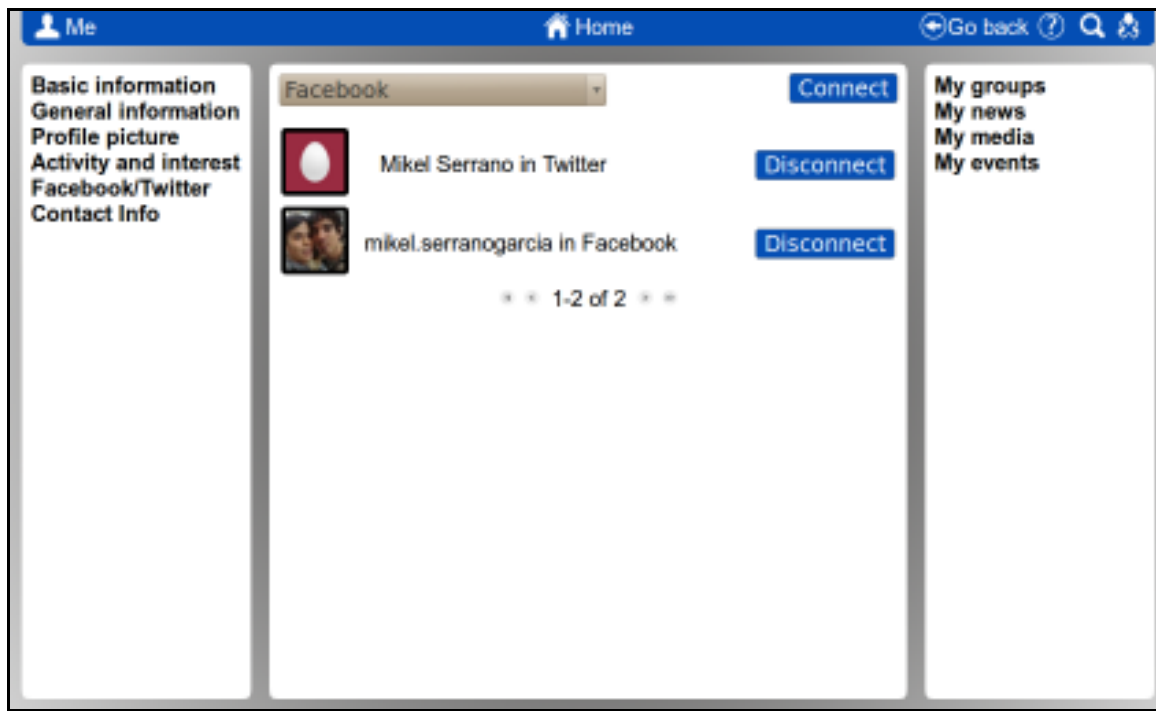 Me
Home
Go back
Basic information
General information
Profile picture
Activity and interest
Facebook/Twitter
Contact Info
Facebook
Connect
Mikel Serrano in Twitter
Disconnect
mikel.serranogarcia in Facebook
Disconnect
1-2 of 2
My groups
My news
My media
My events